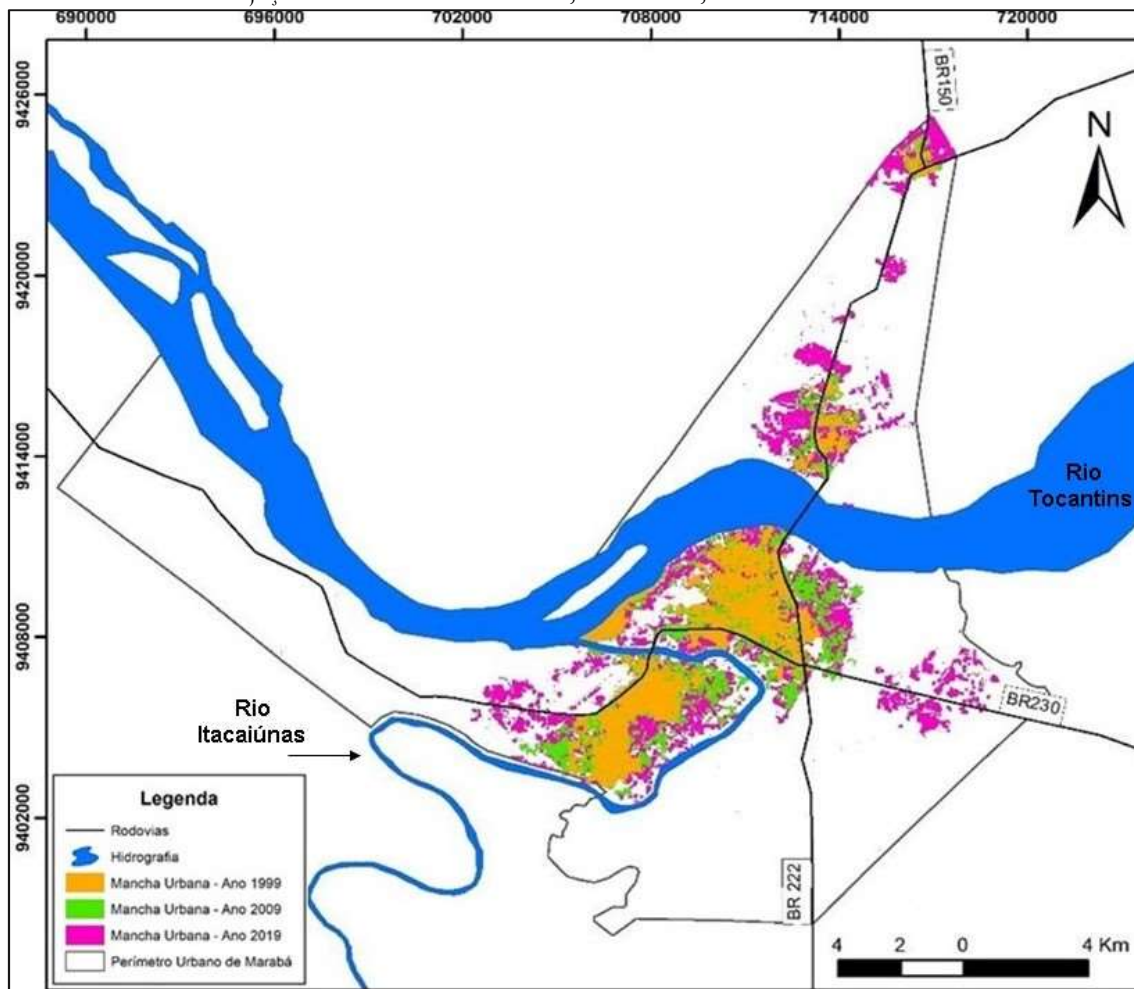 690000 696000 702000 708000 714000 720000
9426000
9420000
9414000
9408000
9402000
BR150
N
Rio
Tocantins
Rio
Itacaiúnas
BR230
BR 222
Legenda
Rodovias
Hidrografia
Mancha Urbana - Ano 1999
Mancha Urbana - Ano 2009
Mancha Urbana - Ano 2019
Perímetro Urbano de Marabá
4 2 0 4 Km